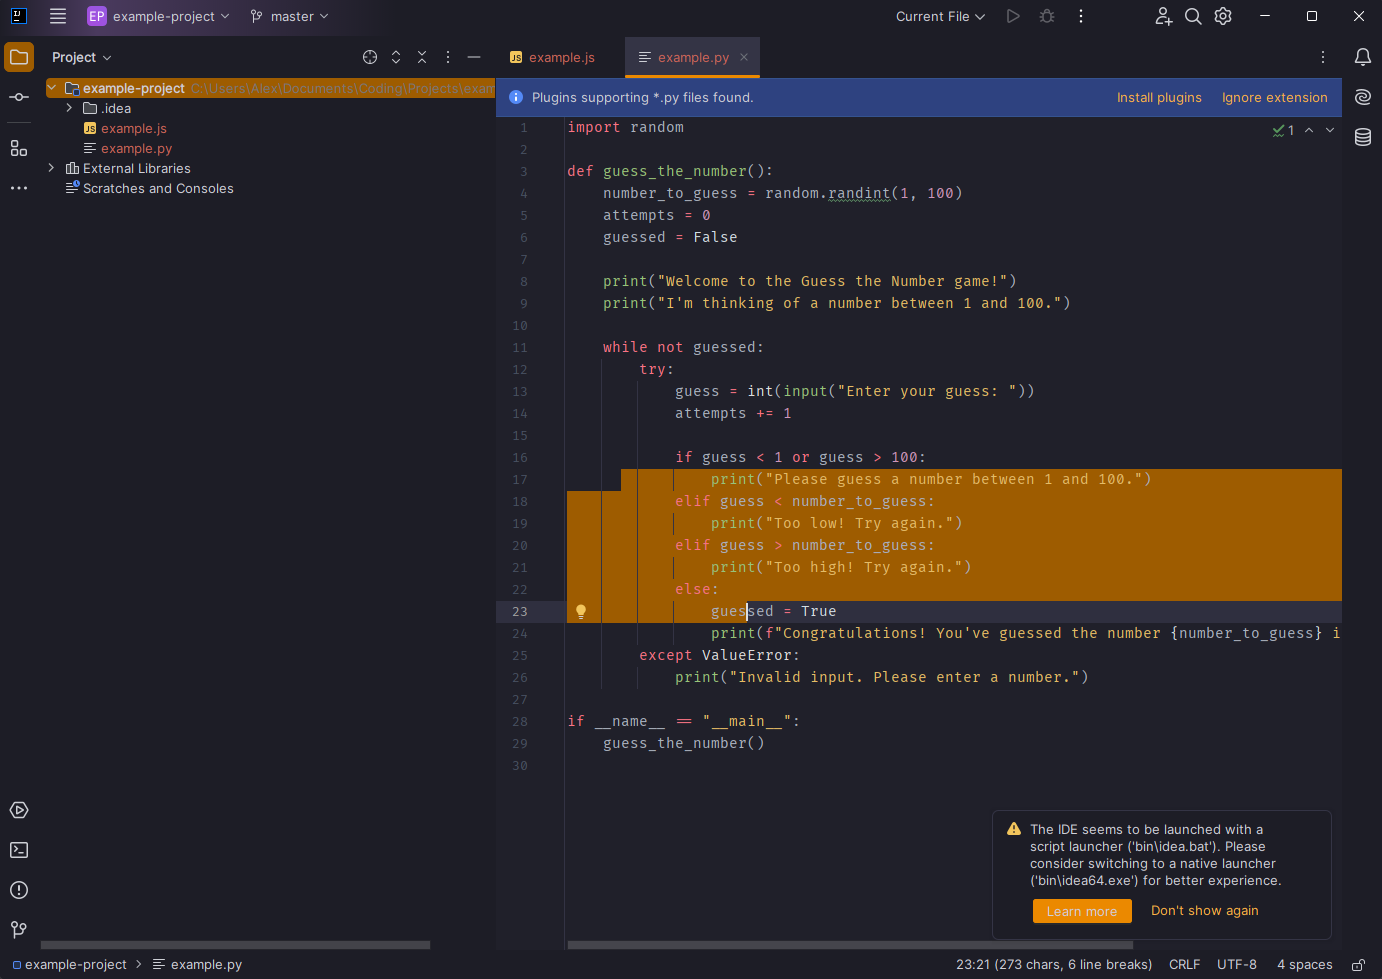 EP example-project master Current File
Project
example.js example.py
example-project C:\Users\Alex\Documents\Coding\Projects\exam
.idea
JS example.js
example.py
External Libraries
Scratches and Consoles
Plugins supporting *.py files found. Install plugins Ignore extension
1 import random
2
3 def guess_the_number():
4 number_to_guess = random.randint(1, 100)
5 attempts = 0
6 guessed = False
7
8 print("Welcome to the Guess the Number game!")
9 print("I'm thinking of a number between 1 and 100.")
10
11 while not guessed:
12 try:
13 guess = int(input("Enter your guess: "))
14 attempts += 1
15
16 if guess < 1 or guess > 100:
17 print("Please guess a number between 1 and 100.")
18 elif guess < number_to_guess:
19 print("Too low! Try again.")
20 elif guess > number_to_guess:
21 print("Too high! Try again.")
22 else:
23 guessed = True
24 print(f"Congratulations! You've guessed the number {number_to_guess} i
25 except ValueError:
26 print("Invalid input. Please enter a number.")
27
28 if __name__ == "__main__":
29 guess_the_number()
30
1
The IDE seems to be launched with a
script launcher ('bin\idea.bat'). Please
consider switching to a native launcher
('bin\idea64.exe') for better experience.
Learn more Don't show again
example-project > example.py
23:21 (273 chars, 6 line breaks) CRLF UTF-8 4 spaces